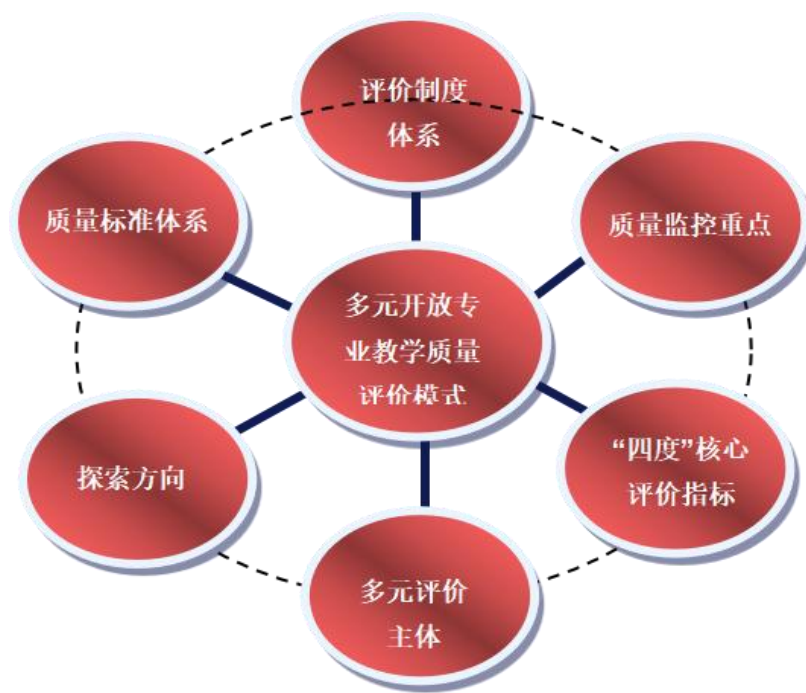 评价制度
体系
质量标准体系
质量监控重点
多元开放专
业教学质量
评价模式
探索方向
“四度”核心
评价指标
多元评价
主体